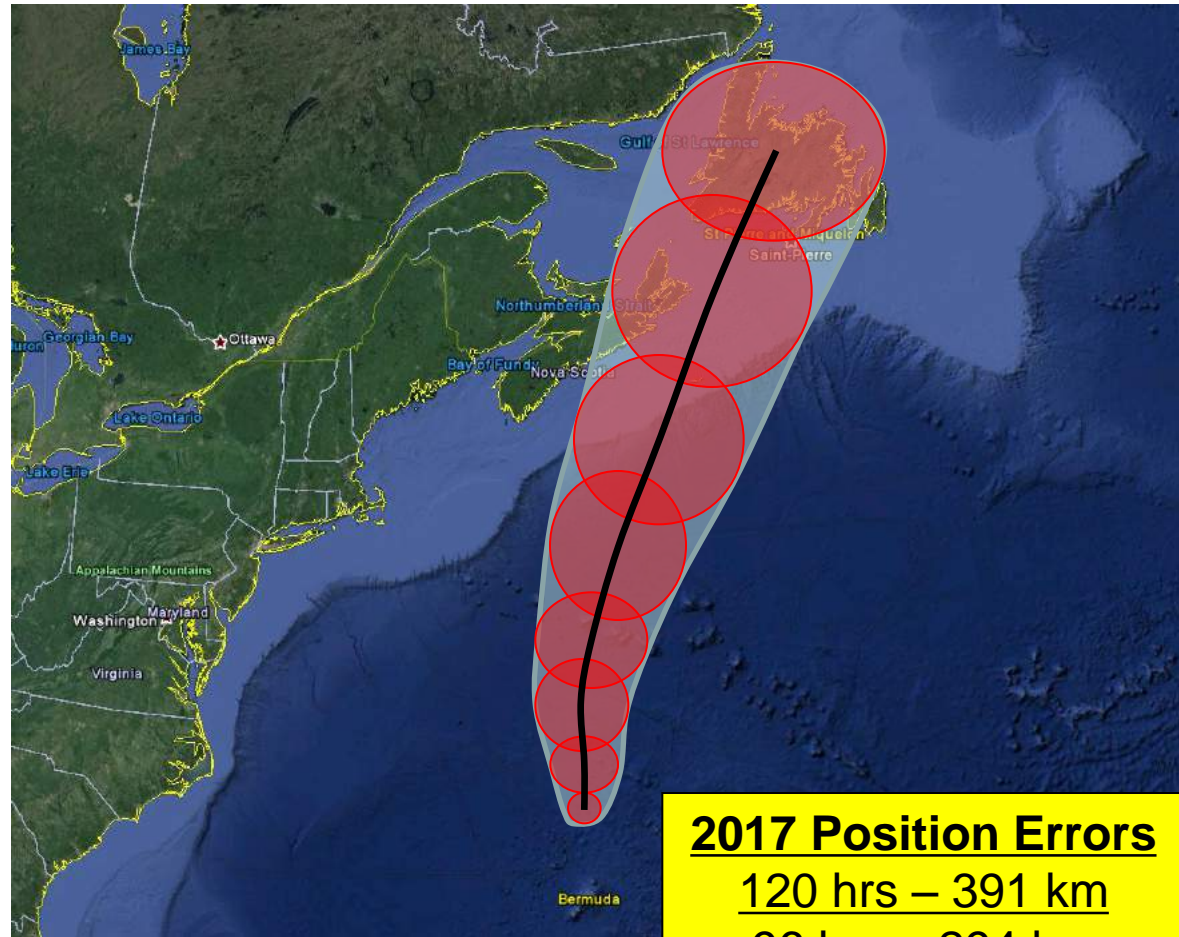 James Bay
Gulf of St Lawrence
St Pierre and Miquelon
Saint-Pierre
Northumberland Strait
Georgian Bay
uron
Ottawa
Bay of Fundy
Nova Scotia
Lake Ontario
Lake Erie
Appalachian Mountains
Maryland
Washington
Virginia
2017 Position Errors
120 hrs – 391 km
Bermuda